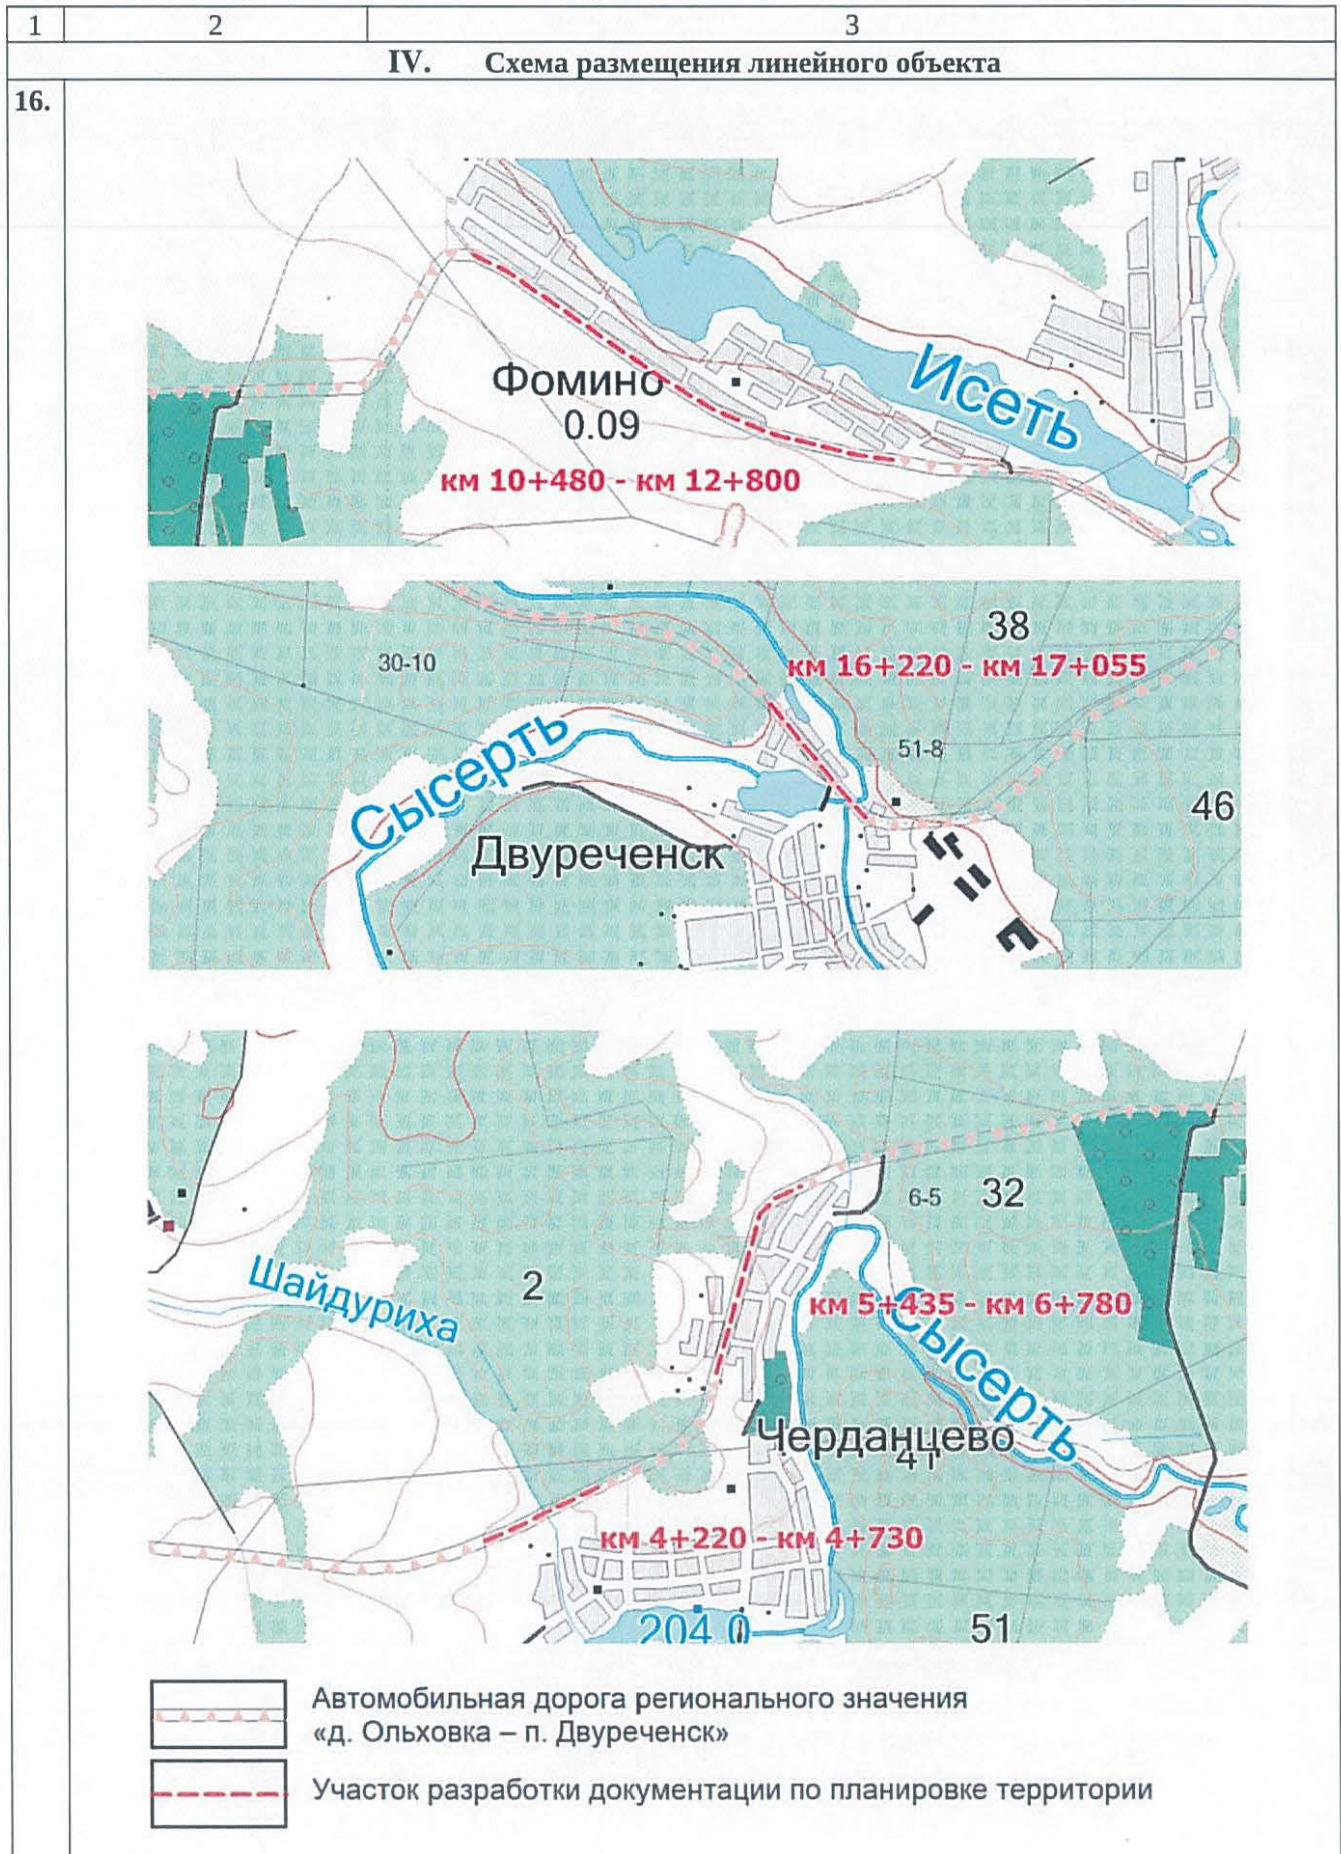 1 2 3
IV. Схема размещения линейного объекта
16.
Исеть
Фомино
0.09
км 10+480 - км 12+800
38
30-10
км 16+220 - км 17+055
Сысерть
51-8
46
Двуреченск
6-5 32
Шайдуриха
2
км 5+435 - км 6+780
Сысерть
Черданцево
41
км 4+220 - км 4+730
204.0
51
Автомобильная дорога регионального значения
«д. Ольховка – п. Двуреченск»
Участок разработки документации по планировке территории